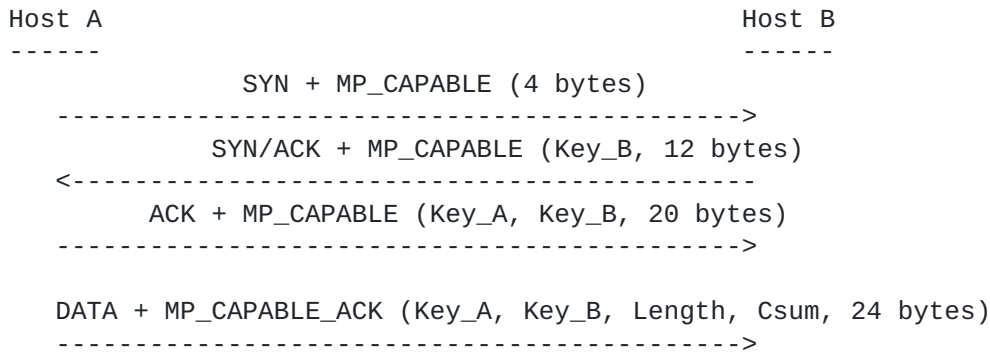 Host A                                         Host B
------                                         ------
               SYN + MP_CAPABLE (4 bytes)
   -------------------------------------------->
             SYN/ACK + MP_CAPABLE (Key_B, 12 bytes)
   <--------------------------------------------
         ACK + MP_CAPABLE (Key_A, Key_B, 20 bytes)
   -------------------------------------------->
   DATA + MP_CAPABLE_ACK (Key_A, Key_B, Length, Csum, 24 bytes)
   -------------------------------------------->